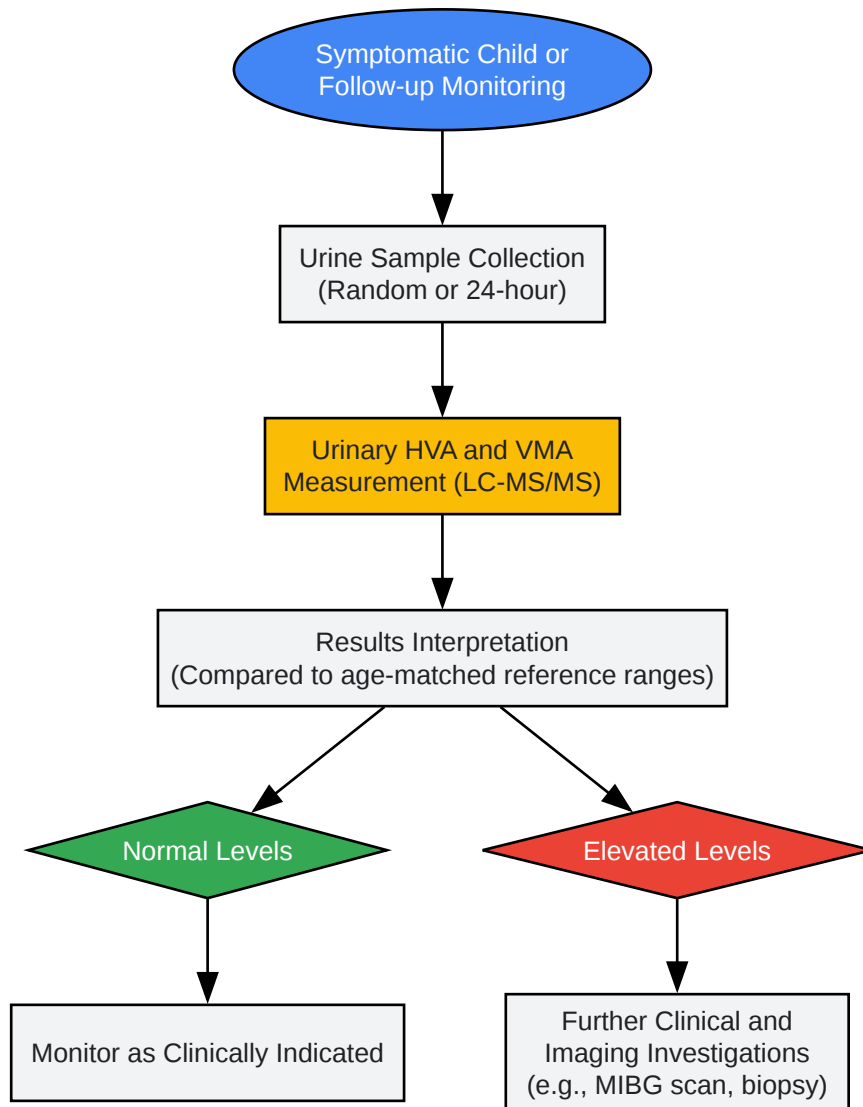 Symptomatic Child or
Follow-up Monitoring
Urine Sample Collection
(Random or 24-hour)
Urinary HVA and VMA
Measurement (LC-MS/MS)
Results Interpretation
(Compared to age-matched reference ranges)
Normal Levels
Elevated Levels
Monitor as Clinically Indicated
Further Clinical and
Imaging Investigations
(e.g., MIBG scan, biopsy)